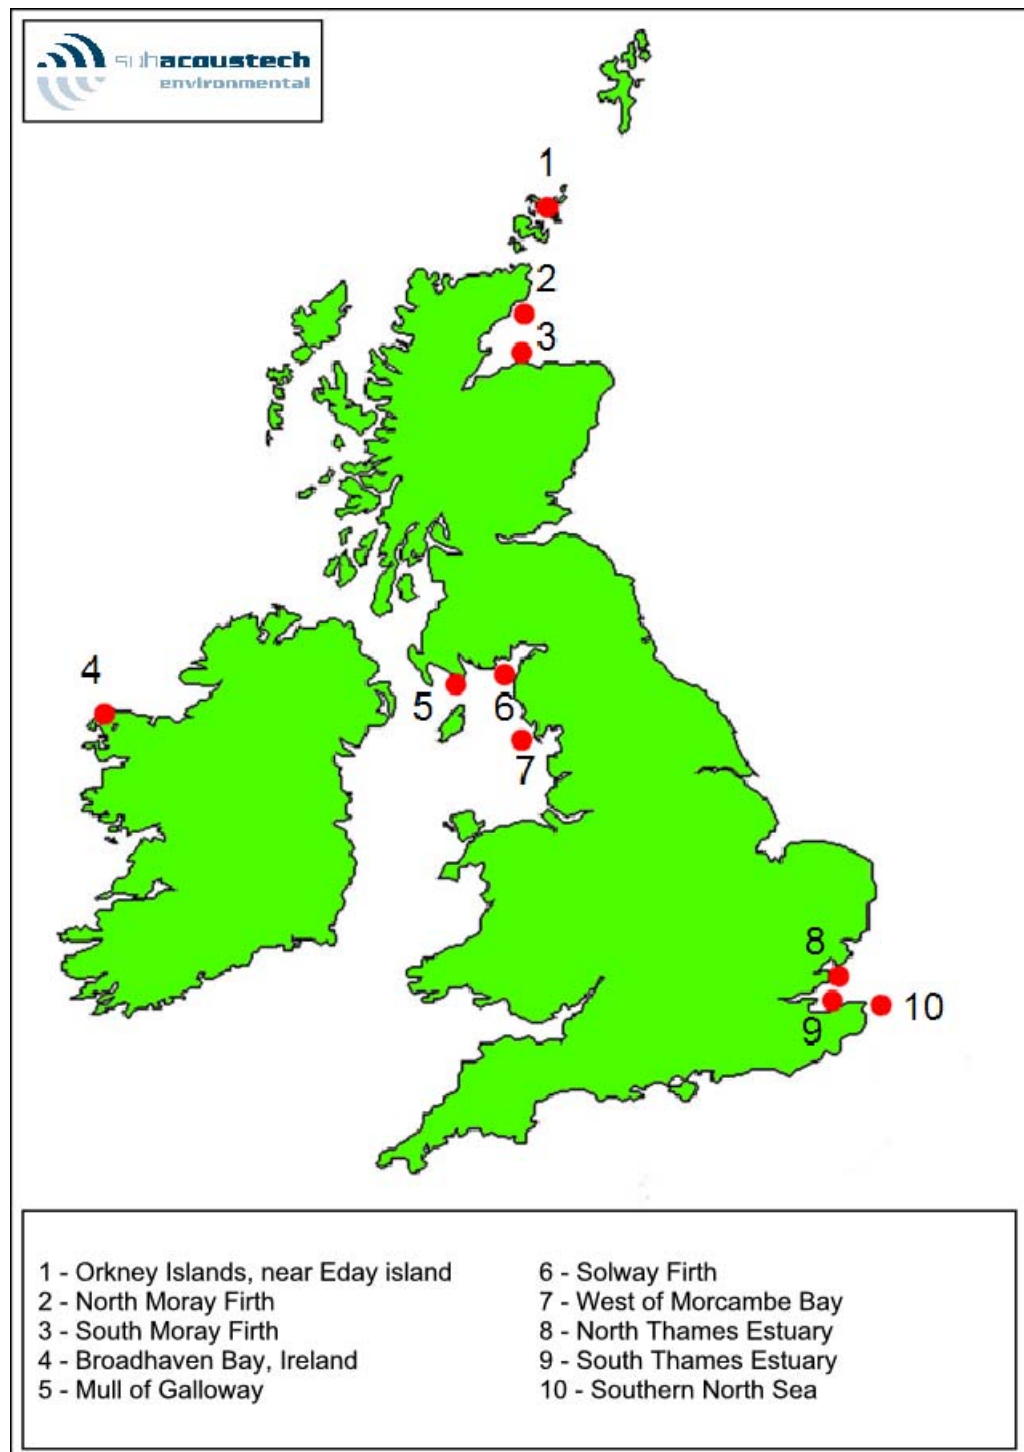 subacoustech
environmental
1
2
3
4
5
6
7
8
9
10
1 - Orkney Islands, near Eday island
2 - North Moray Firth
3 - South Moray Firth
4 - Broadhaven Bay, Ireland
5 - Mull of Galloway
6 - Solway Firth
7 - West of Morcambe Bay
8 - North Thames Estuary
9 - South Thames Estuary
10 - Southern North Sea